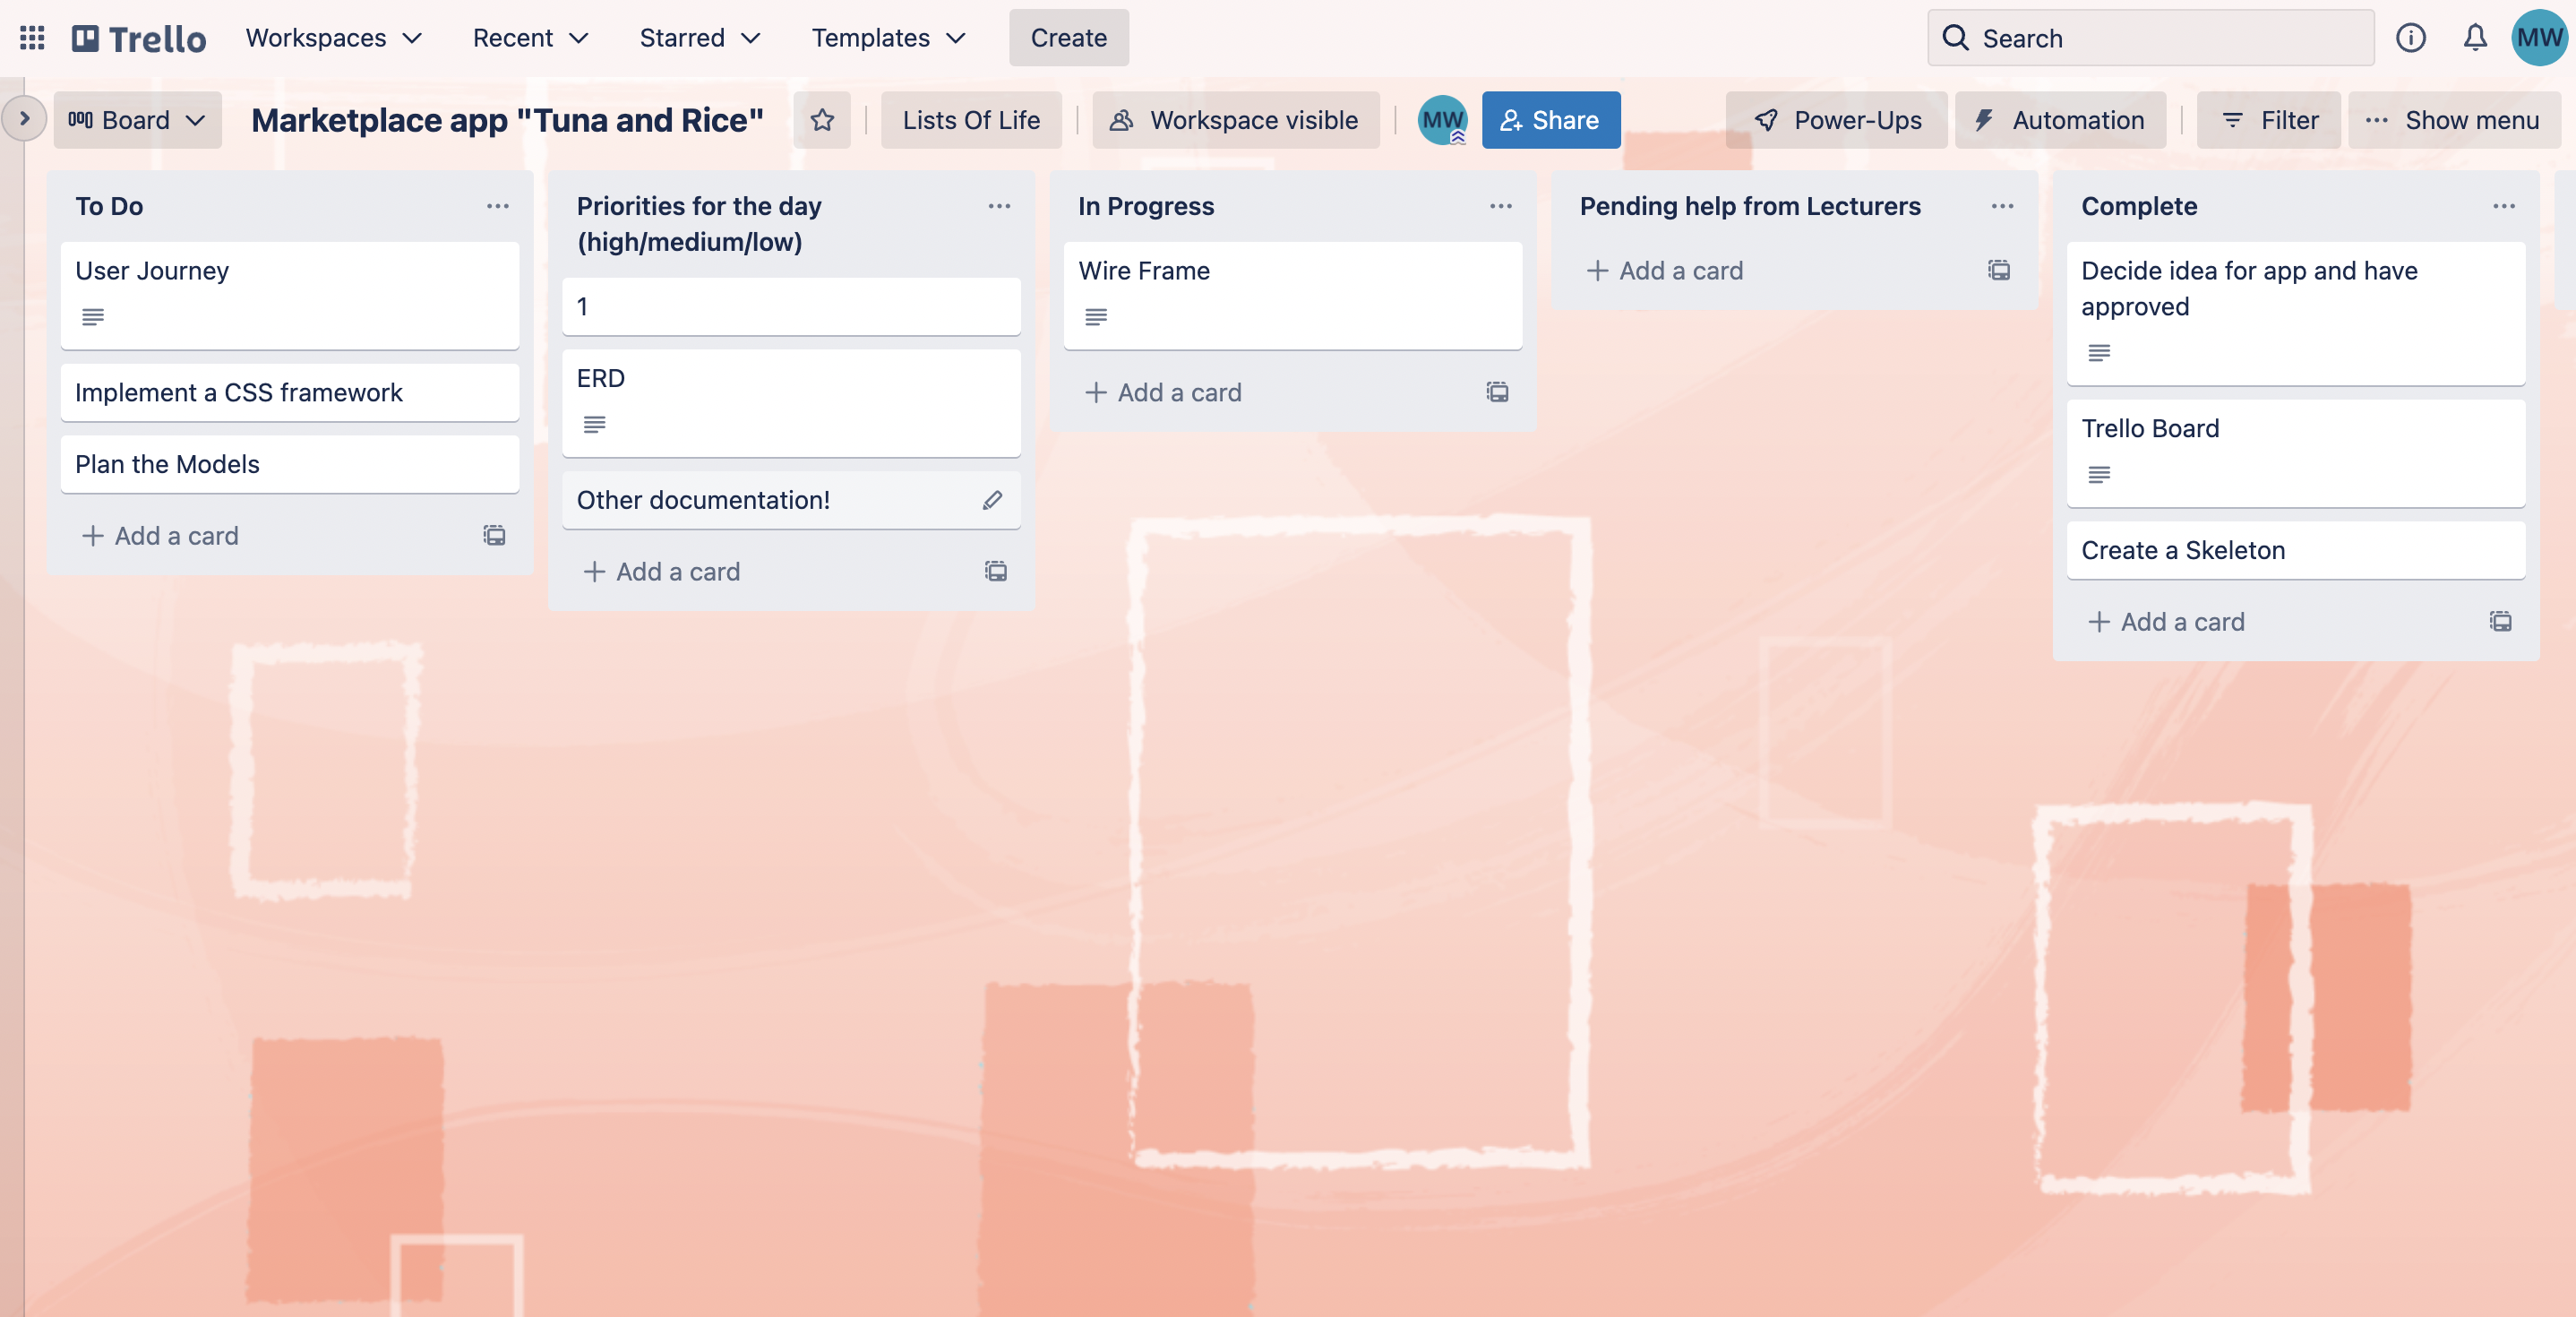 Trello Workspaces Recent Starred Templates Create Search MW
Board Marketplace app "Tuna and Rice" Lists Of Life Workspace visible MW Share Power-Ups Automation Filter Show menu
To Do
User Journey
Implement a CSS framework
Plan the Models
Add a card
Priorities for the day
(high/medium/low)
1
ERD
Other documentation!
Add a card
In Progress
Wire Frame
Add a card
Pending help from Lecturers
Add a card
Complete
Decide idea for app and have
approved
Trello Board
Create a Skeleton
Add a card